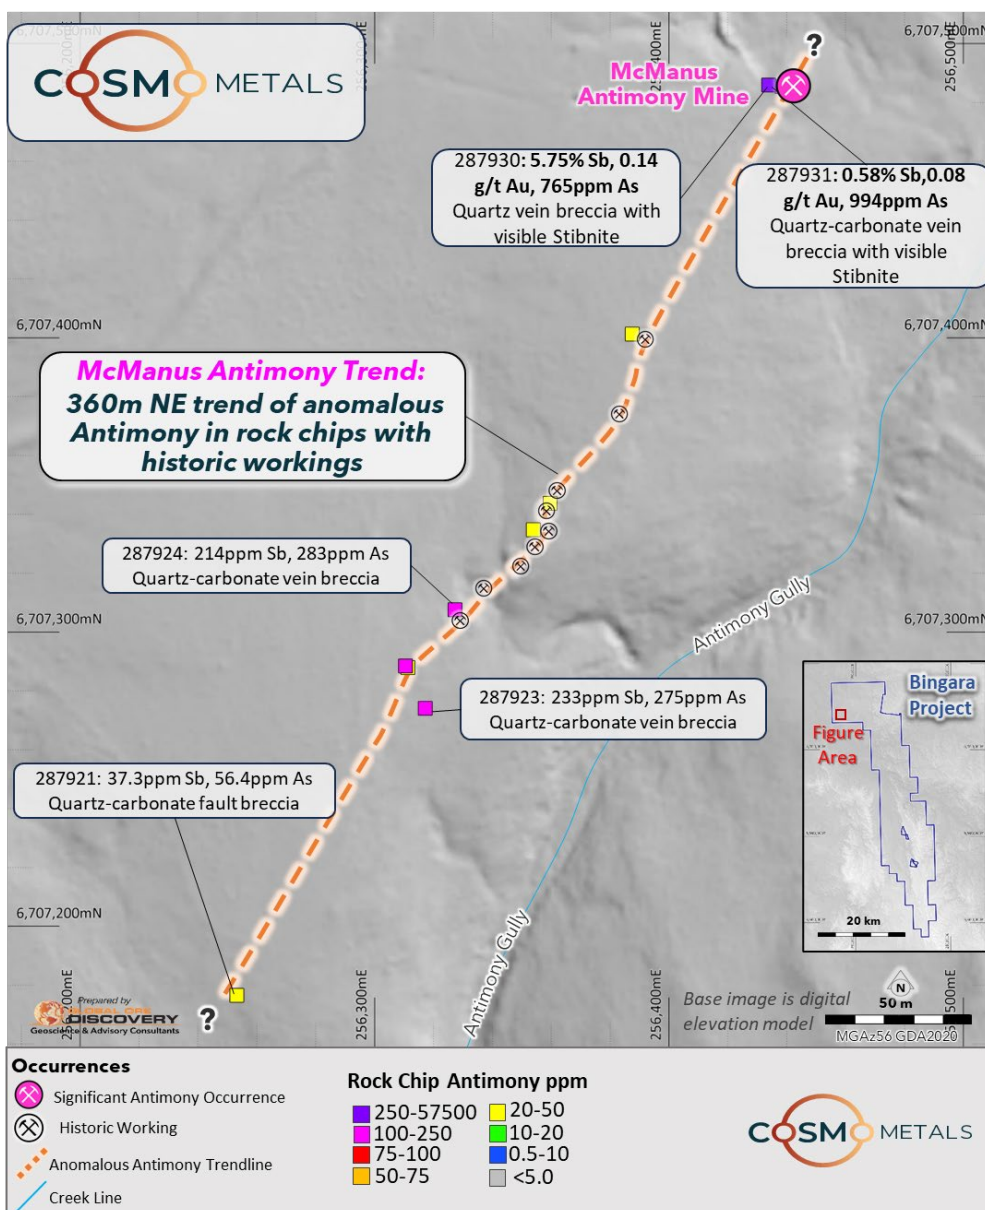 6,707,500mN
6,707,500mN
256,200mE
256,300mE
256,400mE
256,500mE
COSMO METALS
?
McManus
Antimony Mine
287930: 5.75% Sb, 0.14
g/t Au, 765ppm As
Quartz vein breccia with
visible Stibnite
287931: 0.58% Sb,0.08
g/t Au, 994ppm As
Quartz-carbonate vein
breccia with visible
Stibnite
6,707,400mN
6,707,400mN
McManus Antimony Trend:
360m NE trend of anomalous
Antimony in rock chips with
historic workings
287924: 214ppm Sb, 283ppm As
Quartz-carbonate vein breccia
6,707,300mN
6,707,300mN
Antimony Gully
287923: 233ppm Sb, 275ppm As
Quartz-carbonate vein breccia
Bingara
Project
Figure
Area
20 km
287921: 37.3ppm Sb, 56.4ppm As
Quartz-carbonate fault breccia
6,707,200mN
Antimony Gully
256,200mE
256,300mE
256,400mE
256,500mE
?
Prepared by
GLOBAL ORE
DISCOVERY
Geoscience & Advisory Consultants
Base image is digital
elevation model
N
50 m
MGAz56 GDA2020
Occurrences
Significant Antimony Occurrence
Historic Working
Anomalous Antimony Trendline
Creek Line
Rock Chip Antimony ppm
250-57500
100-250
75-100
50-75
20-50
10-20
0.5-10
<5.0
COSMO METALS